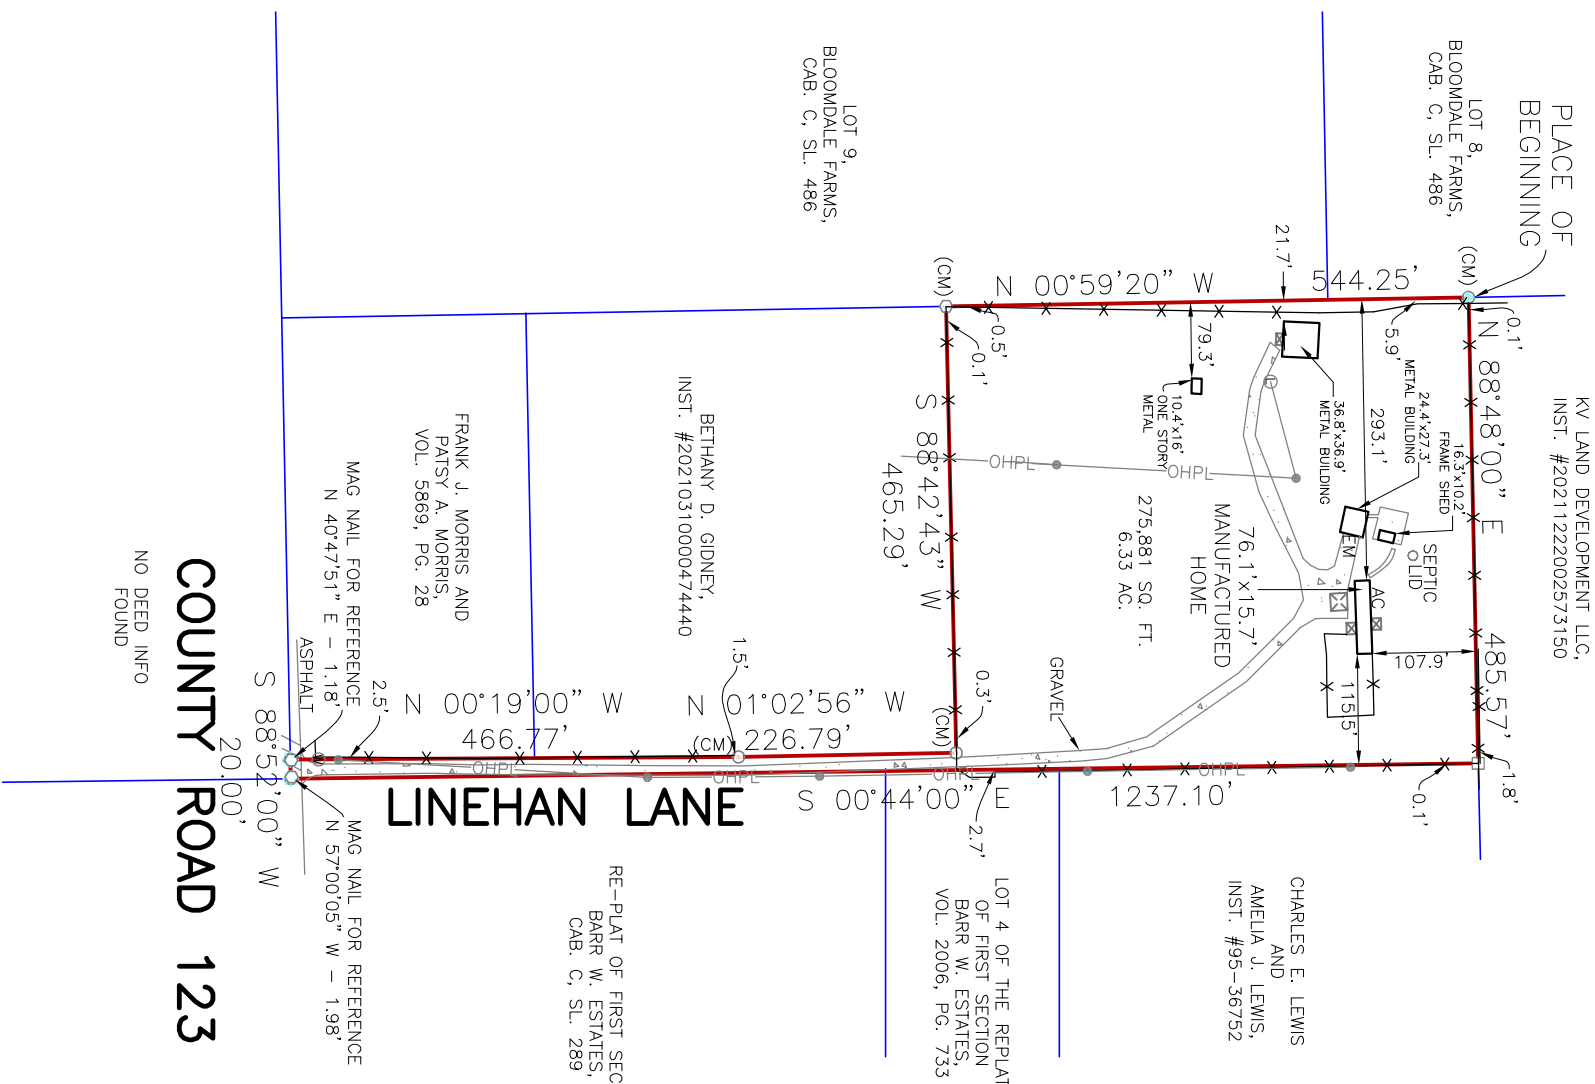 PLACE OF
BEGINNING
LOT 8,
BLOOMDALE FARMS,
CAB. C, SL. 486
LOT 9,
BLOOMDALE FARMS,
CAB. C, SL. 486
KV LAND DEVELOPMENT LLC,
INST. #20211222002573150
(CM)
0.1'
N 88°48'00" E
485.57'
1.8'
5.9'
N 00°59'20" W
544.25'
21.7'
(CM)
0.5'
0.1'
79.3'
293.1'
16.3'x10.2'
FRAME SHED
24.4'x27.3'
METAL BUILDING
36.8'x36.9'
METAL BUILDING
10.4'x16'
ONE STORY
METAL
SEPTIC
LID
EM
AC
107.9'
115.5'
76.1'x15.7'
MANUFACTURED
HOME
275,881 SQ. FT.
6.33 AC.
OHPL
OHPL
L
S 88°42'43" W
465.29'
GRAVEL
0.3'
(CM)
BETHANY D. GIDNEY,
INST. #20210310000474440
FRANK J. MORRIS AND
PATSY A. MORRIS,
VOL. 5869, PG. 28
1.5'
N 01°02'56" W
226.79'
(CM)
N 00°19'00" W
466.77'
2.5'
MAG NAIL FOR REFERENCE
N 40°47'51" E - 1.18'
ASPHALT
W
OHPL
OHPL
OHPL
OHPL
S 00°44'00" E
1237.10'
0.1'
2.7'
LINEHAN LANE
S 88°52'00" W
20.00'
MAG NAIL FOR REFERENCE
N 57°00'05" W - 1.98'
COUNTY ROAD 123
NO DEED INFO
FOUND
CHARLES E. LEWIS
AND
AMELIA J. LEWIS,
INST. #95-36752
LOT 4 OF THE REPLAT
OF FIRST SECTION
BARR W. ESTATES,
VOL. 2006, PG. 733
RE-PLAT OF FIRST SEC
BARR W. ESTATES,
CAB. C, SL. 289